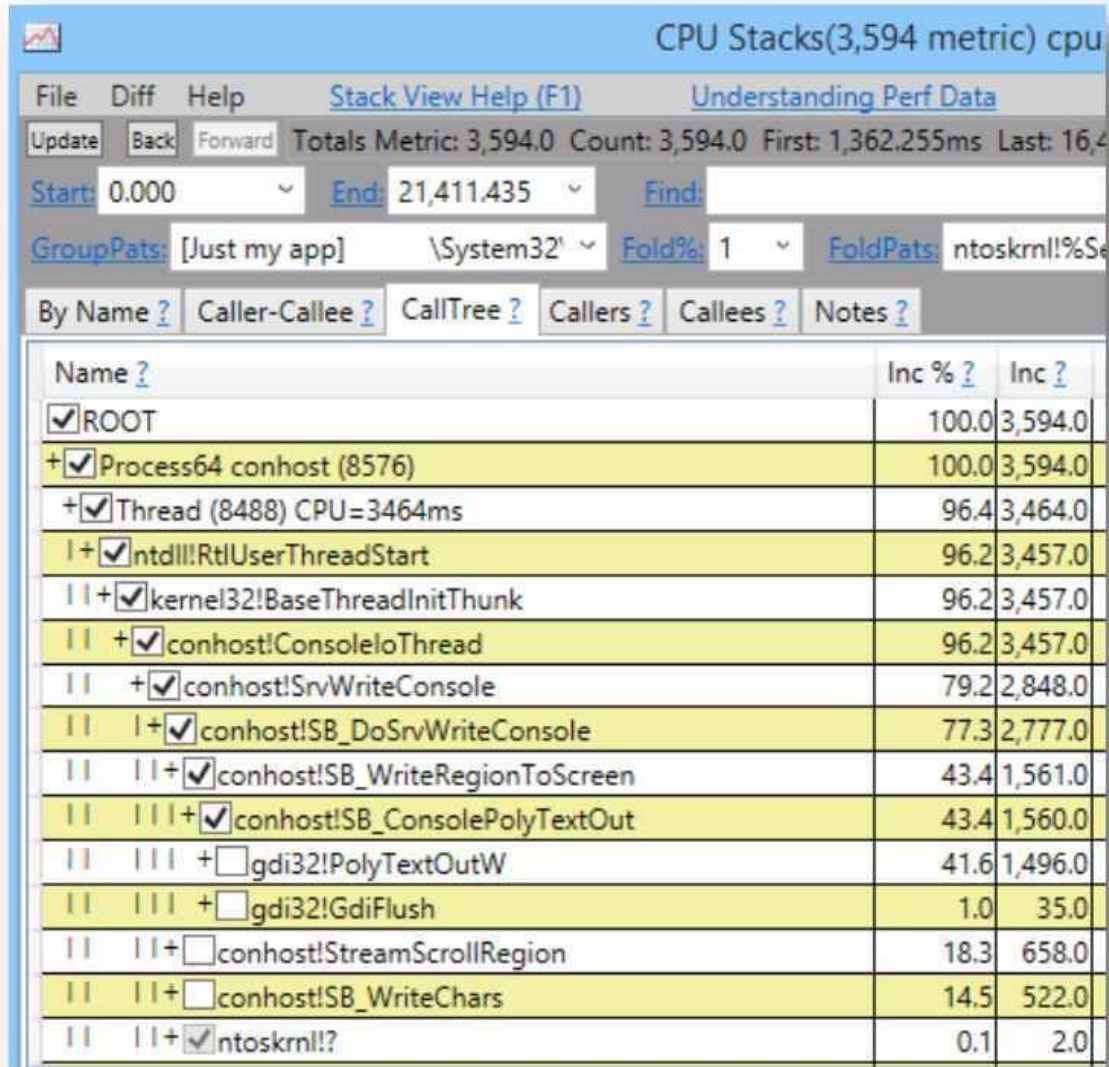 CPU Stacks(3,594 metric) cpu
File Diff Help Stack View Help (F1) Understanding Perf Data
Update Back Forward Totals Metric: 3,594.0 Count: 3,594.0 First: 1,362.255ms Last: 16,4
Start: 0.000 End: 21,411.435 Find:
GroupPats: [Just my app] \System32\ Fold%: 1 FoldPats: ntoskrnl!%Se
By Name ? Caller-Callee ? CallTree ? Callers ? Callees ? Notes ?
Name ? Inc % ? Inc ?
ROOT 100.0 3,594.0
+ Process64 conhost (8576) 100.0 3,594.0
+ Thread (8488) CPU=3464ms 96.4 3,464.0
|+ ntdll!RtlUserThreadStart 96.2 3,457.0
||+ kernel32!BaseThreadInitThunk 96.2 3,457.0
|| + conhost!ConsoleIoThread 96.2 3,457.0
|| + conhost!SrvWriteConsole 79.2 2,848.0
|| |+ conhost!SB_DoSrvWriteConsole 77.3 2,777.0
|| ||+ conhost!SB_WriteRegionToScreen 43.4 1,561.0
|| |||+ conhost!SB_ConsolePolyTextOut 43.4 1,560.0
|| ||| + gdi32!PolyTextOutW 41.6 1,496.0
|| ||| + gdi32!GdiFlush 1.0 35.0
|| ||+ conhost!StreamScrollRegion 18.3 658.0
|| ||+ conhost!SB_WriteChars 14.5 522.0
|| ||+ ntoskrnl!? 0.1 2.0